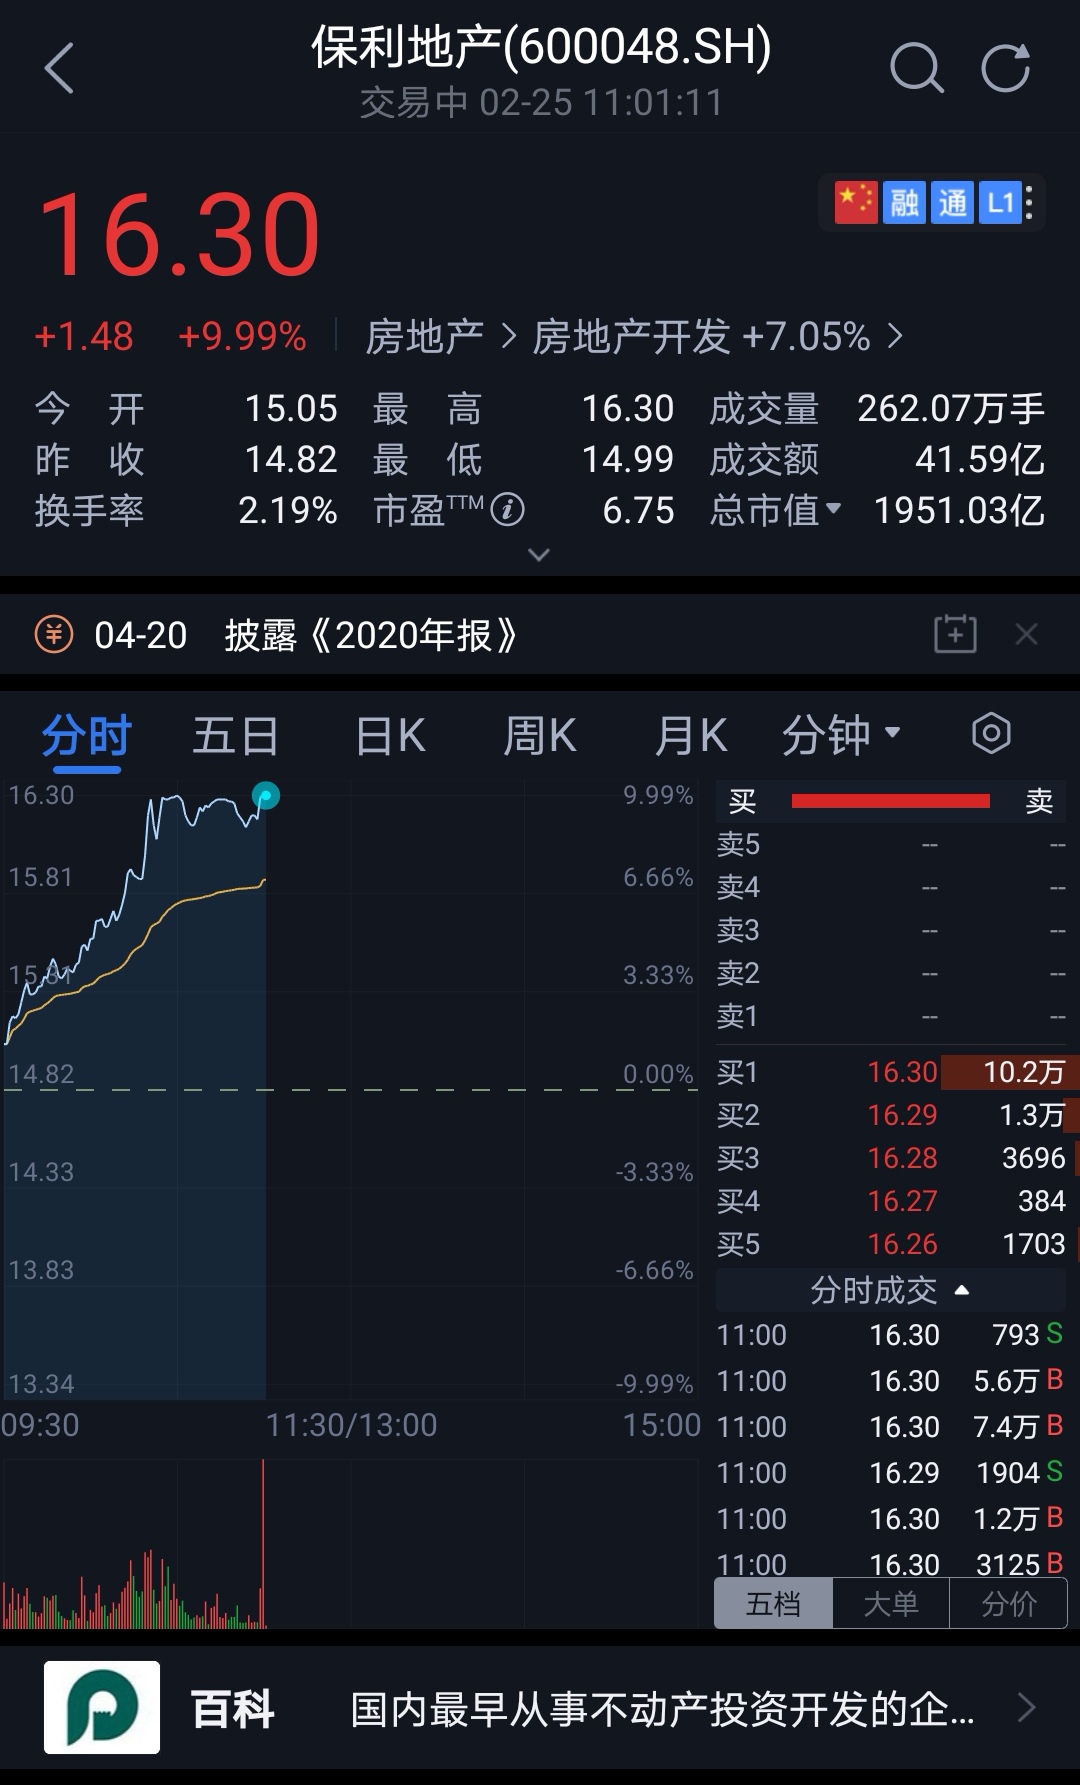 保利地产(600048.SH)
交易中 02-25 11:01:11
16.30
融 通 L1
+1.48 +9.99% 房地产 > 房地产开发 +7.05% >
今 开 15.05 最 高 16.30 成交量 262.07万手
昨 收 14.82 最 低 14.99 成交额 41.59亿
换手率 2.19% 市盈TTM i 6.75 总市值 1951.03亿
04-20 披露《2020年报》
分时 五日 日K 周K 月K 分钟
16.30 9.99%
15.81 6.66%
15.31 3.33%
14.82 0.00%
14.33 -3.33%
13.83 -6.66%
13.34 -9.99%
09:30 11:30/13:00 15:00
买 卖
卖5 -- --
卖4 -- --
卖3 -- --
卖2 -- --
卖1 -- --
买1 16.30 10.2万
买2 16.29 1.3万
买3 16.28 3696
买4 16.27 384
买5 16.26 1703
分时成交
11:00 16.30 793 S
11:00 16.30 5.6万 B
11:00 16.30 7.4万 B
11:00 16.29 1904 S
11:00 16.30 1.2万 B
11:00 16.30 3125 B
五档 大单 分价
百科 国内最早从事不动产投资开发的企...